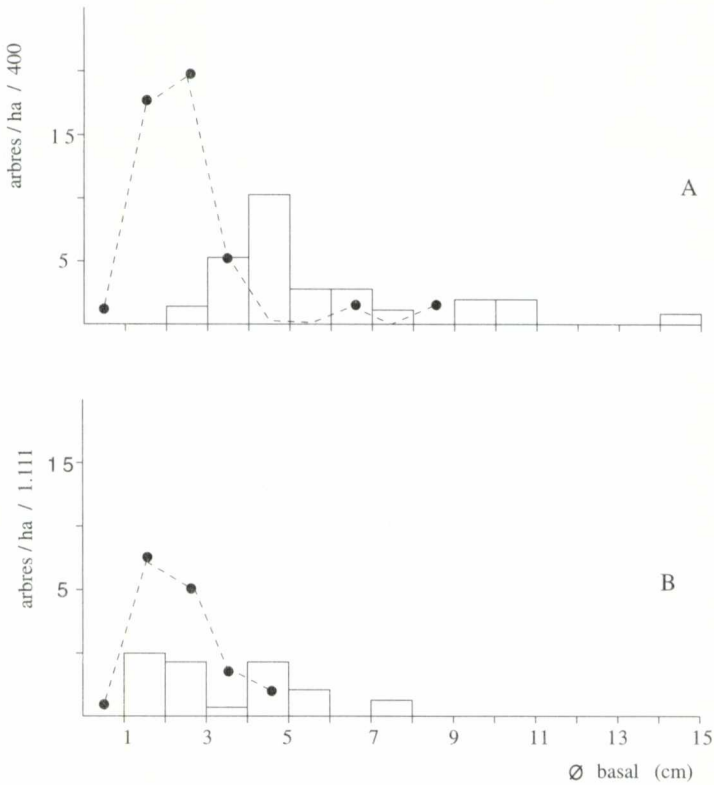 arbres / ha / 400
15
5
A
arbres / ha / 1.111
15
5
B
1 3 5 7 9 11 13 15
Ø basal (cm)